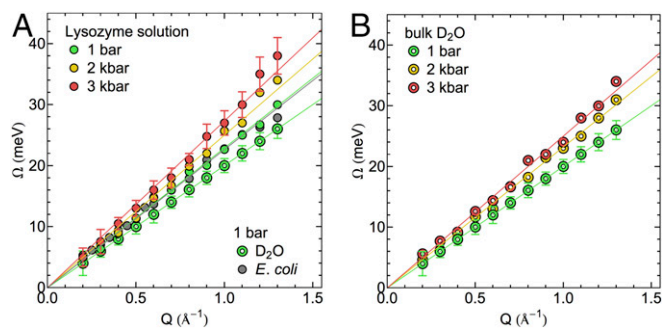 A
Lysozyme solution
1 bar
2 kbar
3 kbar
1 bar
D₂O
E. coli
40
30
20
10
0
Ω (meV)
0.0 0.5 1.0 1.5
Q (Å⁻¹)
B
bulk D₂O
1 bar
2 kbar
3 kbar
40
30
20
10
0
Ω (meV)
0.0 0.5 1.0 1.5
Q (Å⁻¹)